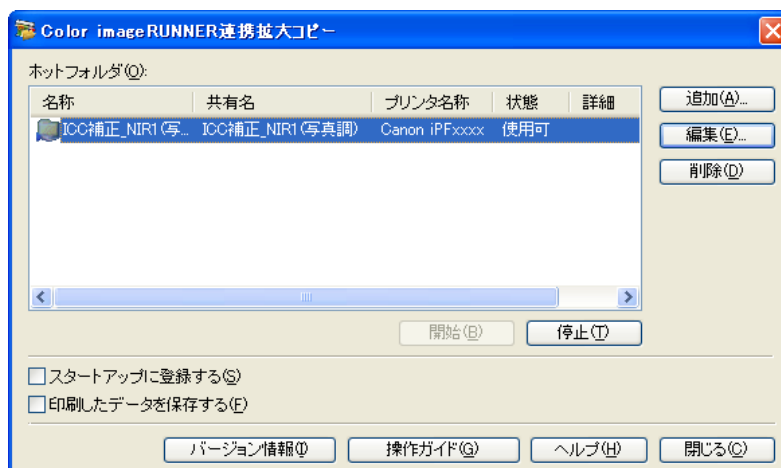 Color imageRUNNER連携拡大コピー
ホットフォルダ(O):
名称 共有名 プリンタ名称 状態 詳細
ICC補正_NIR1(写... ICC補正_NIR1(写真調) Canon iPFxxxx 使用可
追加(A)...
編集(E)...
削除(D)
開始(B) 停止(T)
スタートアップに登録する(S)
印刷したデータを保存する(F)
バージョン情報(I) 操作ガイド(G) ヘルプ(H) 閉じる(C)